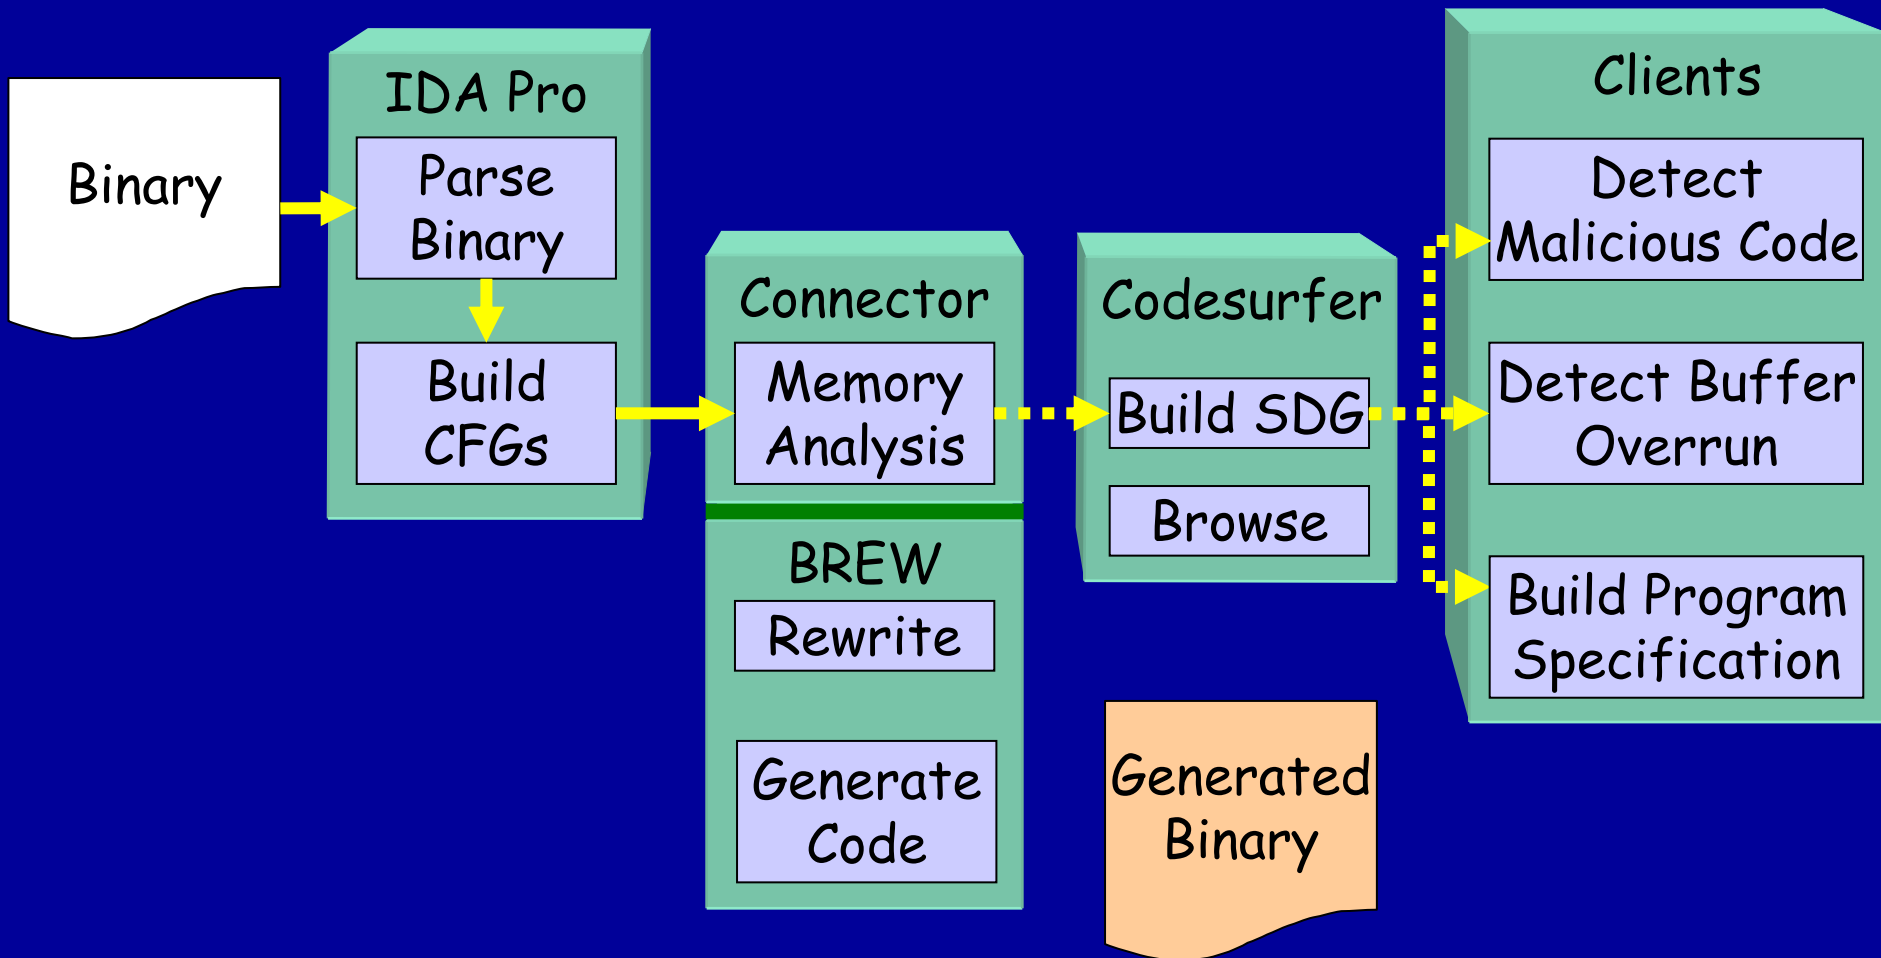 Binary
IDA Pro
Parse
Binary
Build
CFGs
Connector
Memory
Analysis
BREW
Rewrite
Generate
Code
Codesurfer
Build SDG
Browse
Generated
Binary
Clients
Detect
Malicious Code
Detect Buffer
Overrun
Build Program
Specification